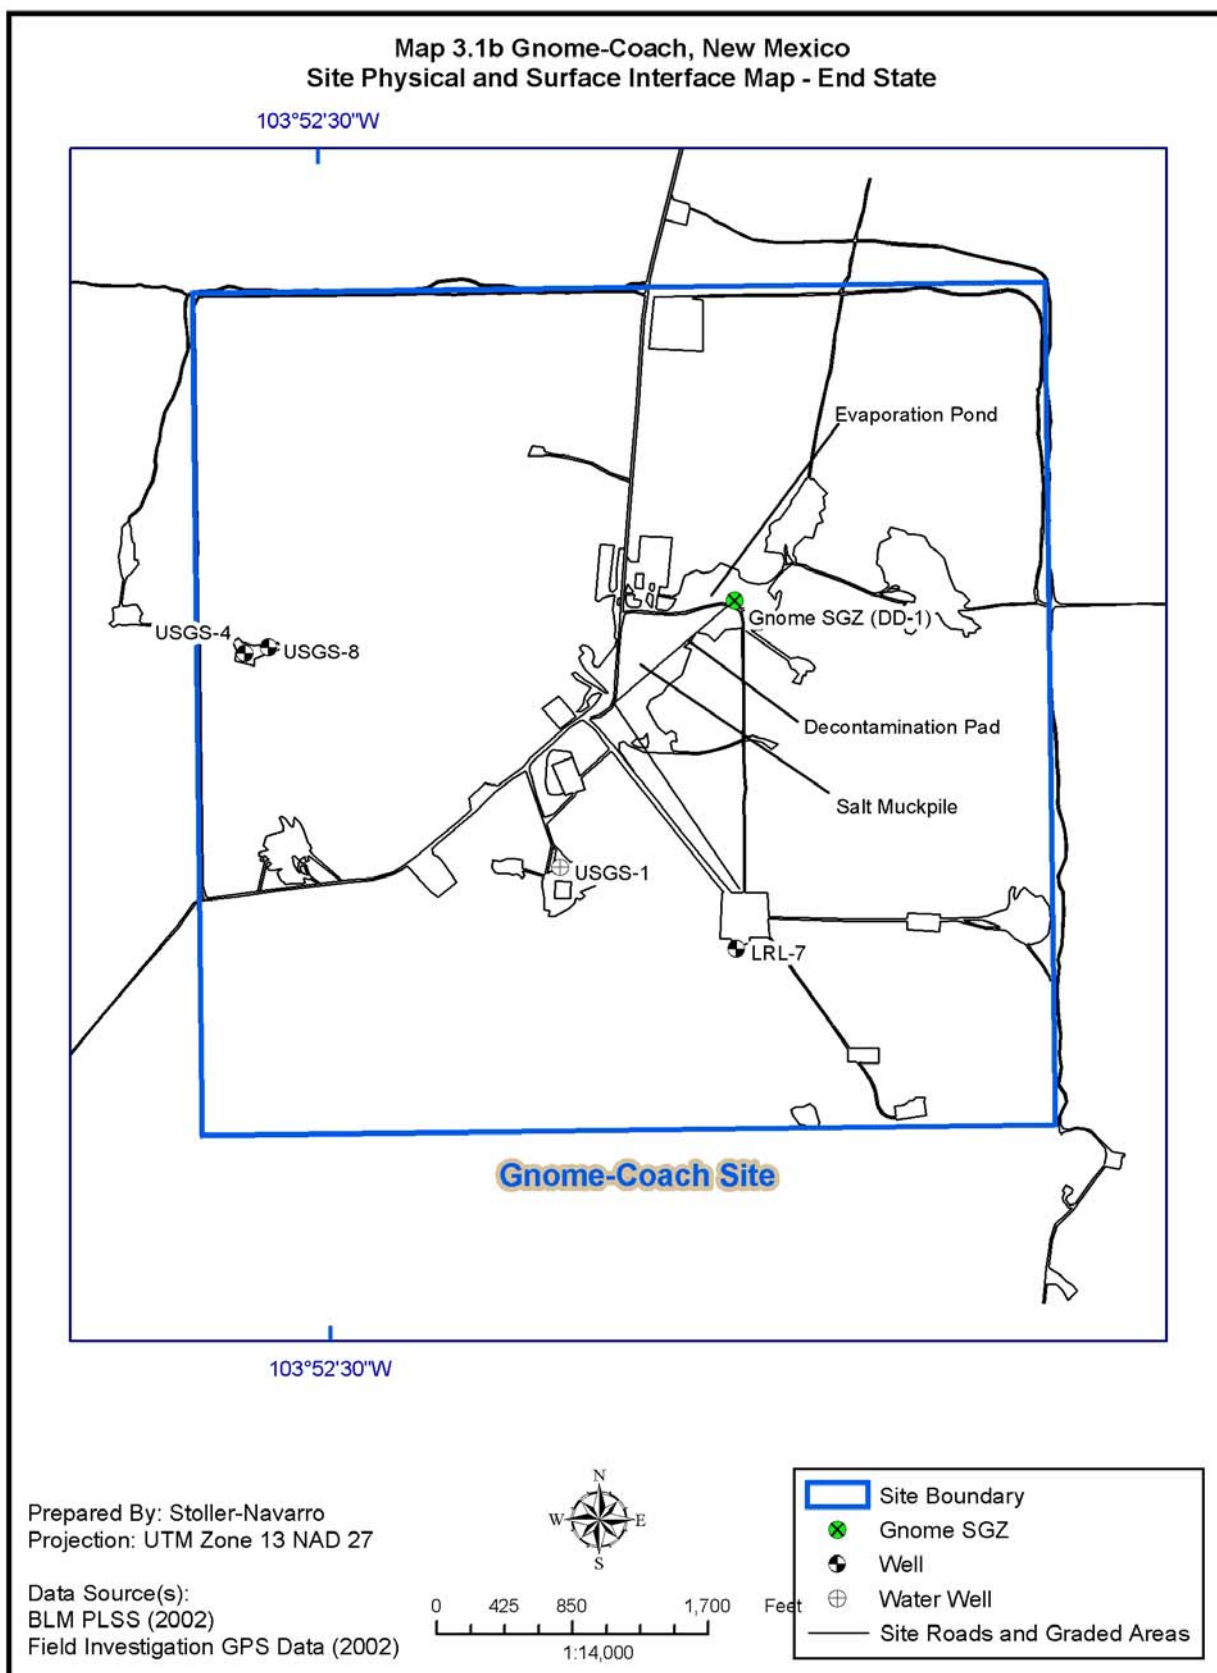 Map 3.1b Gnome-Coach, New Mexico
Site Physical and Surface Interface Map - End State
103°52'30"W
Evaporation Pond
Gnome SGZ (DD-1)
USGS-4
USGS-8
Decontamination Pad
Salt Muckpile
USGS-1
LRL-7
Gnome-Coach Site
103°52'30"W
Prepared By: Stoller-Navarro
Projection: UTM Zone 13 NAD 27
Data Source(s):
BLM PLSS (2002)
Field Investigation GPS Data (2002)
N
W E
S
0 425 850 1,700 Feet
1:14,000
Site Boundary
Gnome SGZ
Well
Water Well
Site Roads and Graded Areas